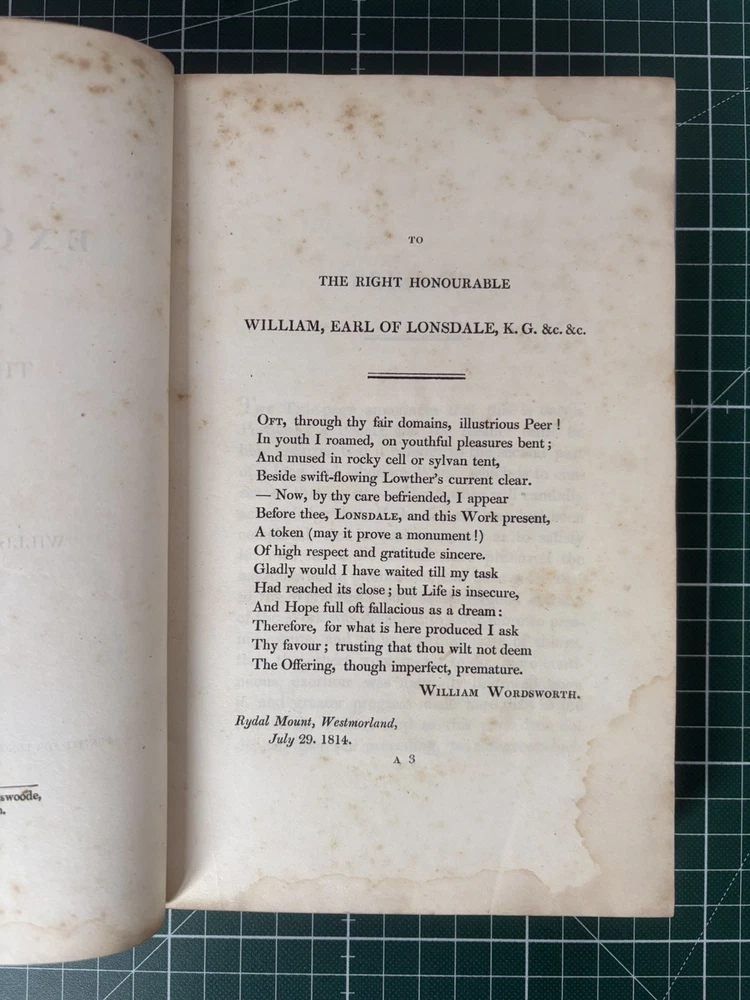 TO
THE RIGHT HONOURABLE
WILLIAM, EARL OF LONSDALE, K. G. &c. &c.
OFT, through thy fair domains, illustrious Peer !
In youth I roamed, on youthful pleasures bent ;
And mused in rocky cell or sylvan tent,
Beside swift-flowing Lowther's current clear.
— Now, by thy care befriended, I appear
Before thee, LONSDALE, and this Work present,
A token (may it prove a monument !)
Of high respect and gratitude sincere.
Gladly would I have waited till my task
Had reached its close ; but Life is insecure,
And Hope full oft fallacious as a dream :
Therefore, for what is here produced I ask
Thy favour ; trusting that thou wilt not deem
The Offering, though imperfect, premature.
WILLIAM WORDSWORTH.
Rydal Mount, Westmorland,
July 29. 1814.
A 3
swoode,